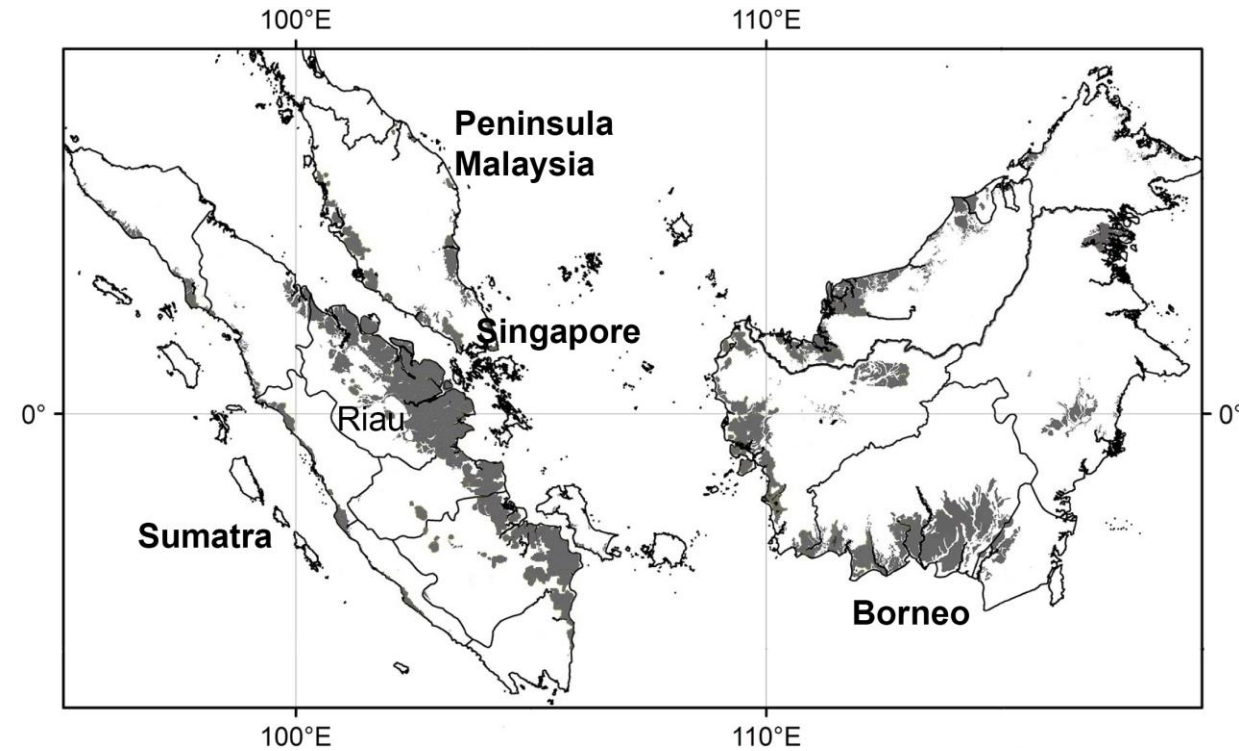 100°E
110°E
Peninsula
Malaysia
Singapore
0°
0°
Riau
Sumatra
Borneo
100°E
110°E